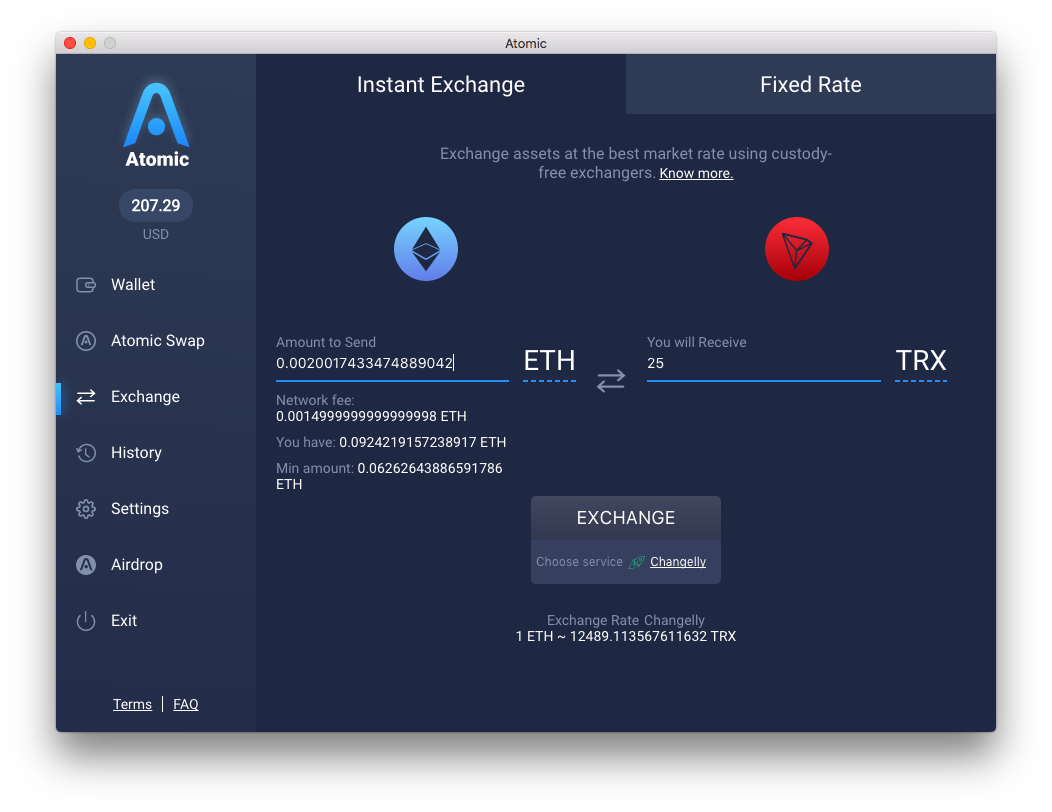 Atomic
Atomic
207.29
USD
Wallet
Atomic Swap
Exchange
History
Settings
Airdrop
Exit
Terms | FAQ
Instant Exchange
Fixed Rate
Exchange assets at the best market rate using custody-
free exchangers. Know more.
Amount to Send
0.0020017433474889042
ETH
You will Receive
25
TRX
Network fee:
0.0014999999999999998 ETH
You have: 0.0924219157238917 ETH
Min amount: 0.06262643886591786
ETH
EXCHANGE
Choose service Changelly
Exchange Rate Changelly
1 ETH ~ 12489.113567611632 TRX